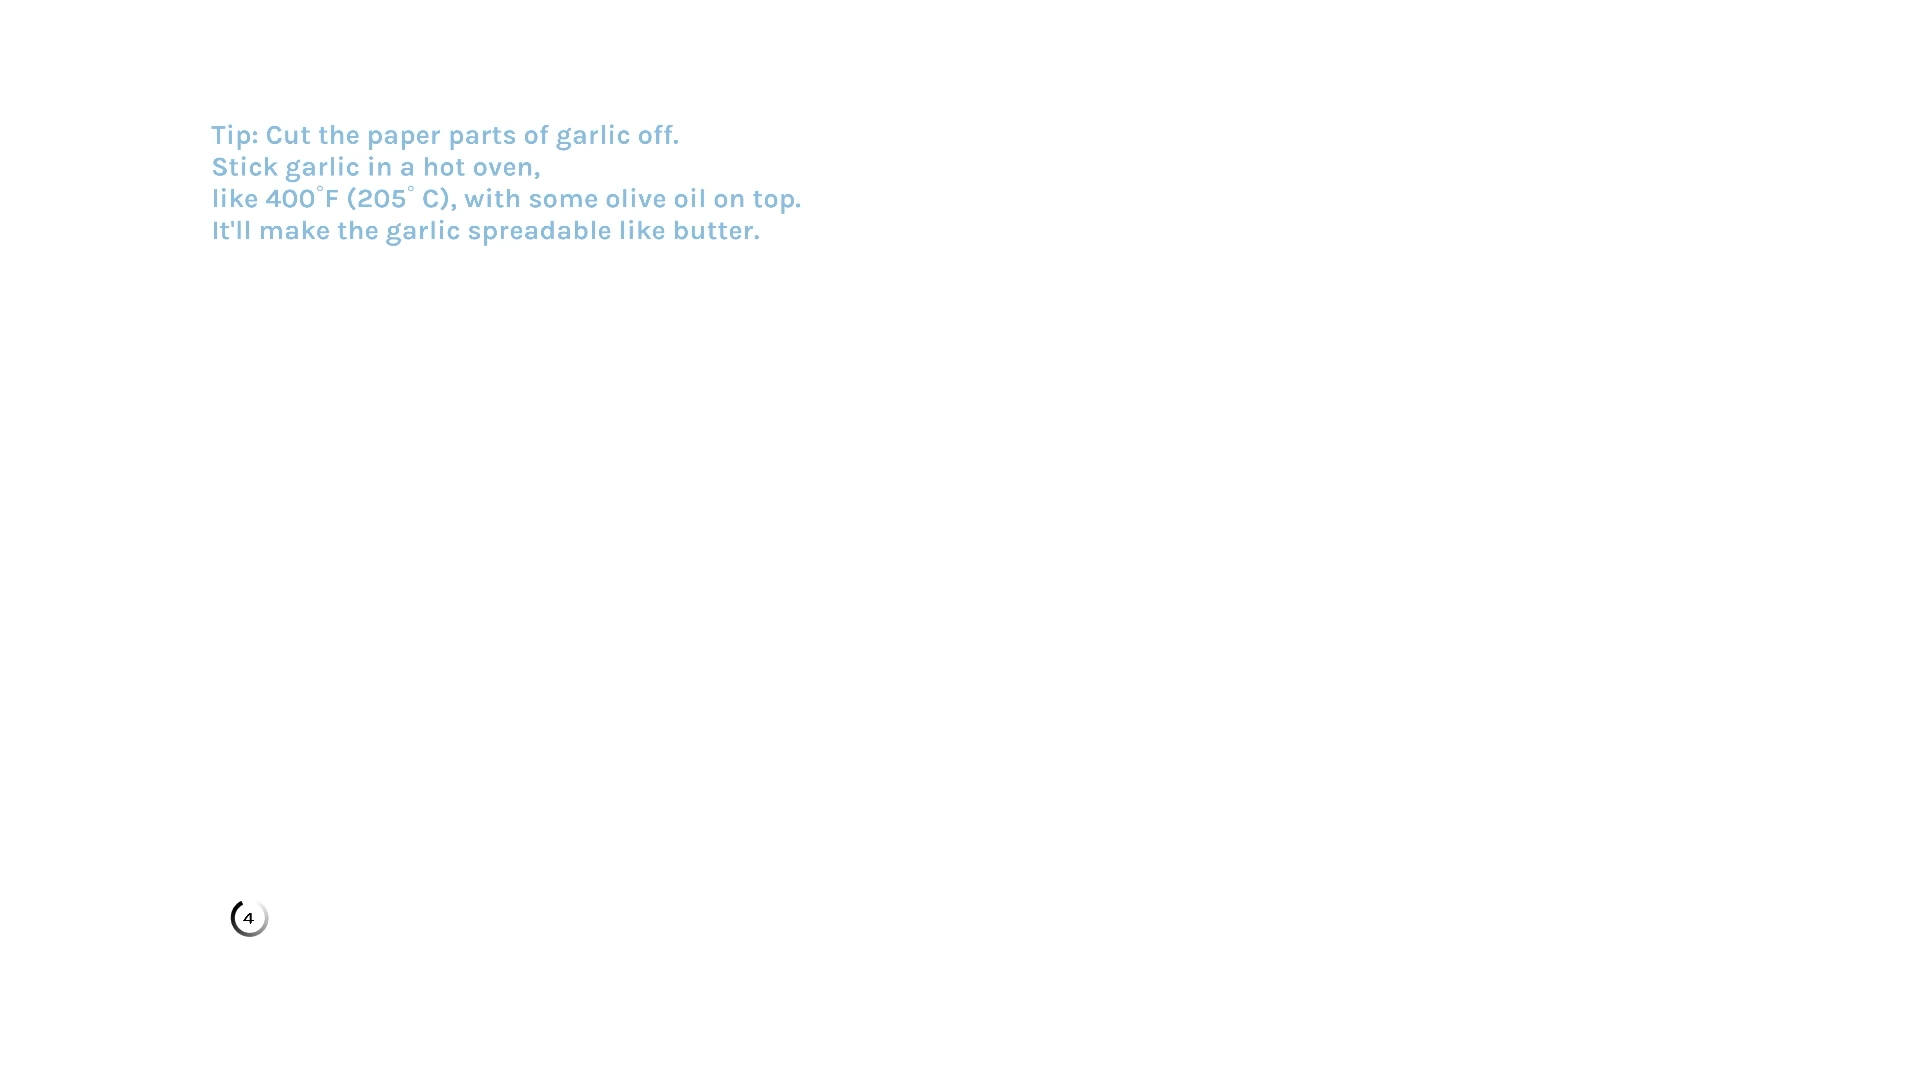 Tip: Cut the paper parts of garlic off.
Stick garlic in a hot oven,
like 400°F (205° C), with some olive oil on top.
It'll make the garlic spreadable like butter.
4